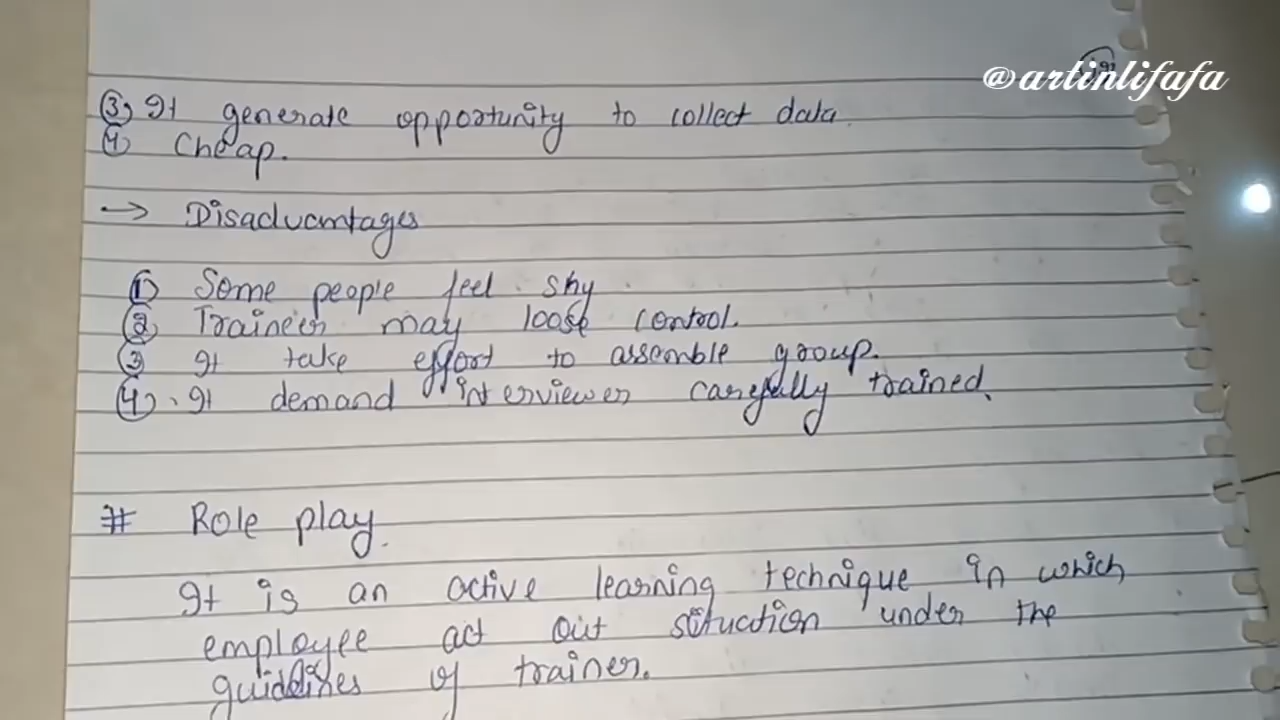 @artinlifafa
③ It generate opportunity to collect data.
④ Cheap.
→ Disadvantages
① Some people feel shy
② Trainer may loose control.
③ It take effort to assemble group.
④ It demand interviewer carefully trained.
# Role play.
It is an active learning technique in which
employee act out situation under the
guidelines of trainer.